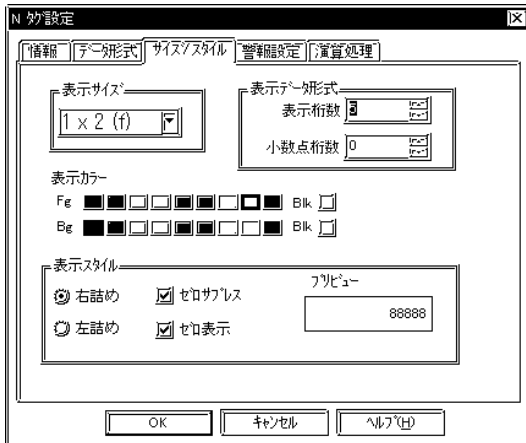 N ﾀｸﾞ設定
情報 ﾃﾞｰﾀ形式 ｻｲｽﾞ/ｽﾀｲﾙ 警報設定 演算処理
表示ｻｲｽﾞ
1 x 2 (f)
表示ﾃﾞｰﾀ形式
表示桁数
小数点桁数 0
表示ｶﾗｰ
Fg Blk
Bg Blk
表示ｽﾀｲﾙ
右詰め ｾﾞﾛｻﾌﾟﾚｽ
左詰め ｾﾞﾛ表示
ﾌﾟﾘﾋﾞｭｰ
88888
OK ｷｬﾝｾﾙ ﾍﾙﾌﾟ(H)